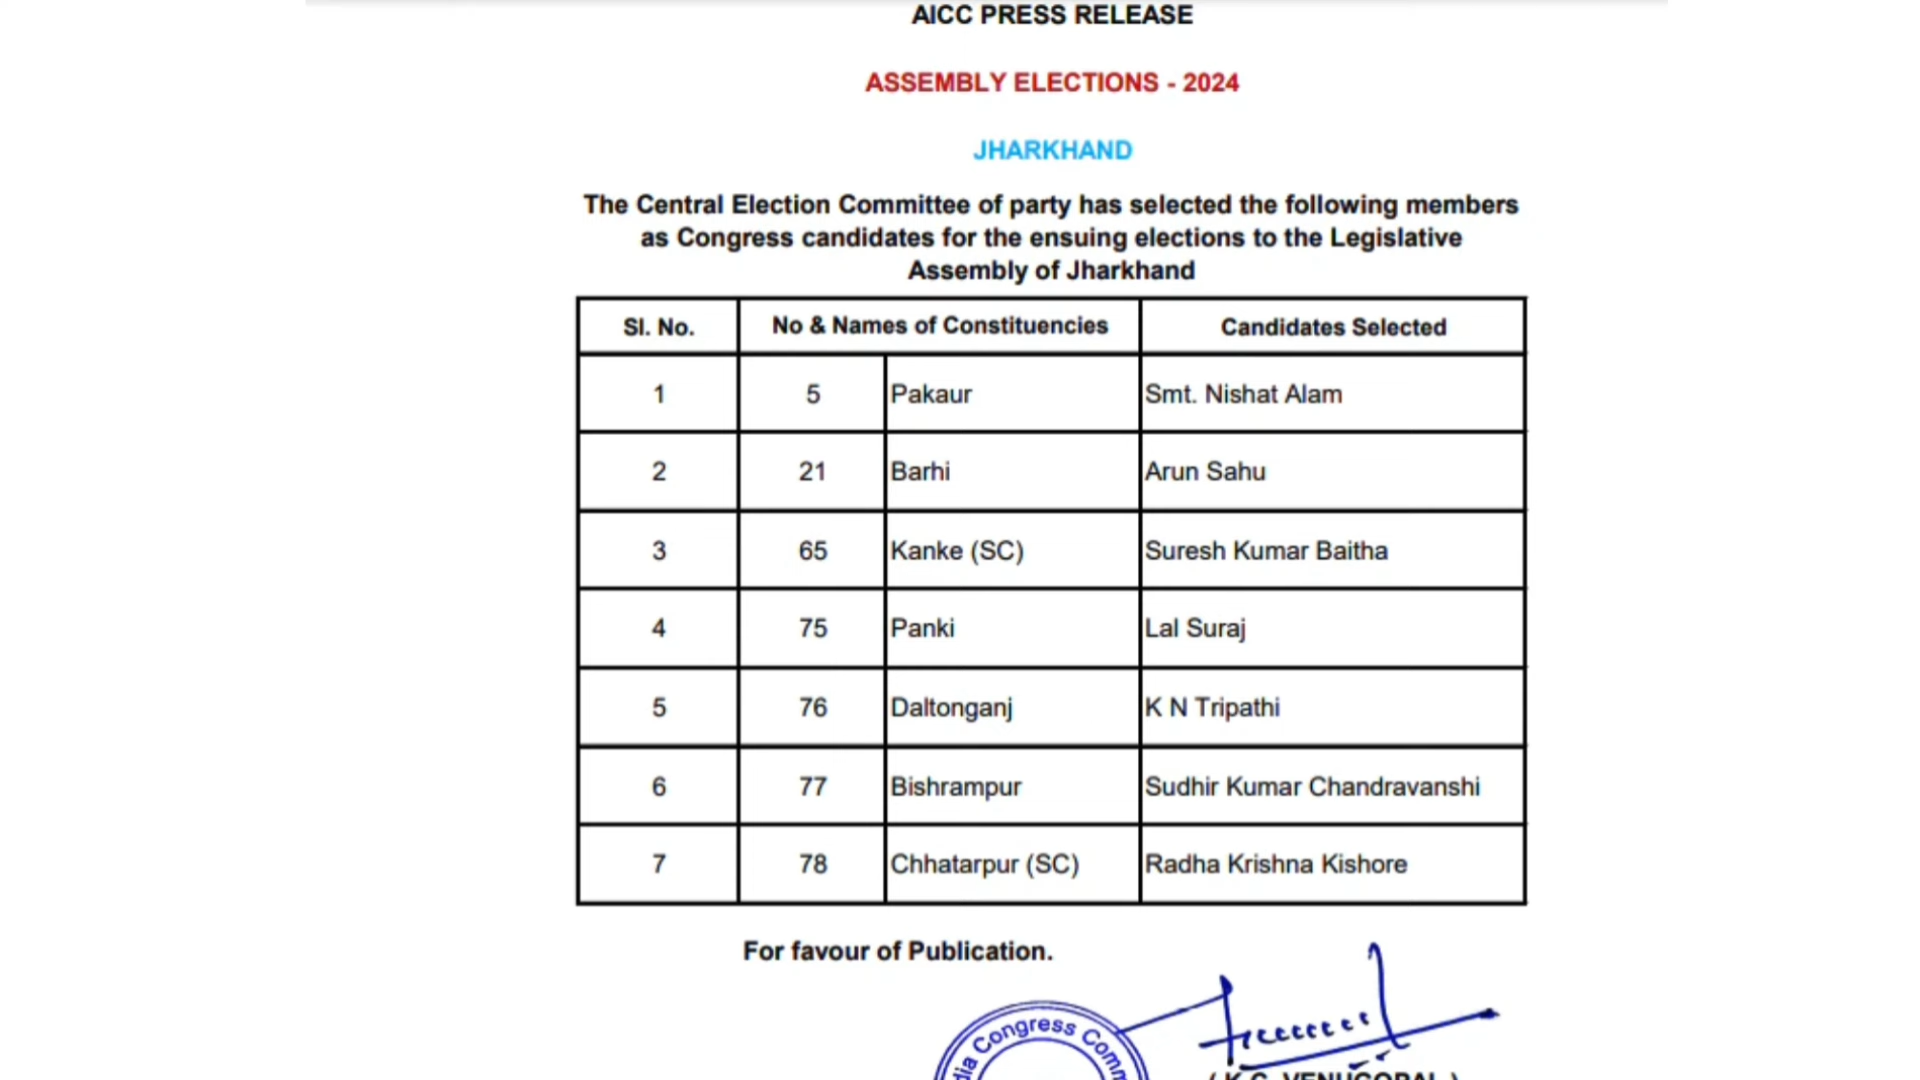 AICC PRESS RELEASE
ASSEMBLY ELECTIONS - 2024
JHARKHAND
The Central Election Committee of party has selected the following members
as Congress candidates for the ensuing elections to the Legislative
Assembly of Jharkhand
Sl. No. No & Names of Constituencies Candidates Selected
1 5 Pakaur Smt. Nishat Alam
2 21 Barhi Arun Sahu
3 65 Kanke (SC) Suresh Kumar Baitha
4 75 Panki Lal Suraj
5 76 Daltonganj K N Tripathi
6 77 Bishrampur Sudhir Kumar Chandravanshi
7 78 Chhatarpur (SC) Radha Krishna Kishore
For favour of Publication.
Congress
( K.C. VENUGOPAL )